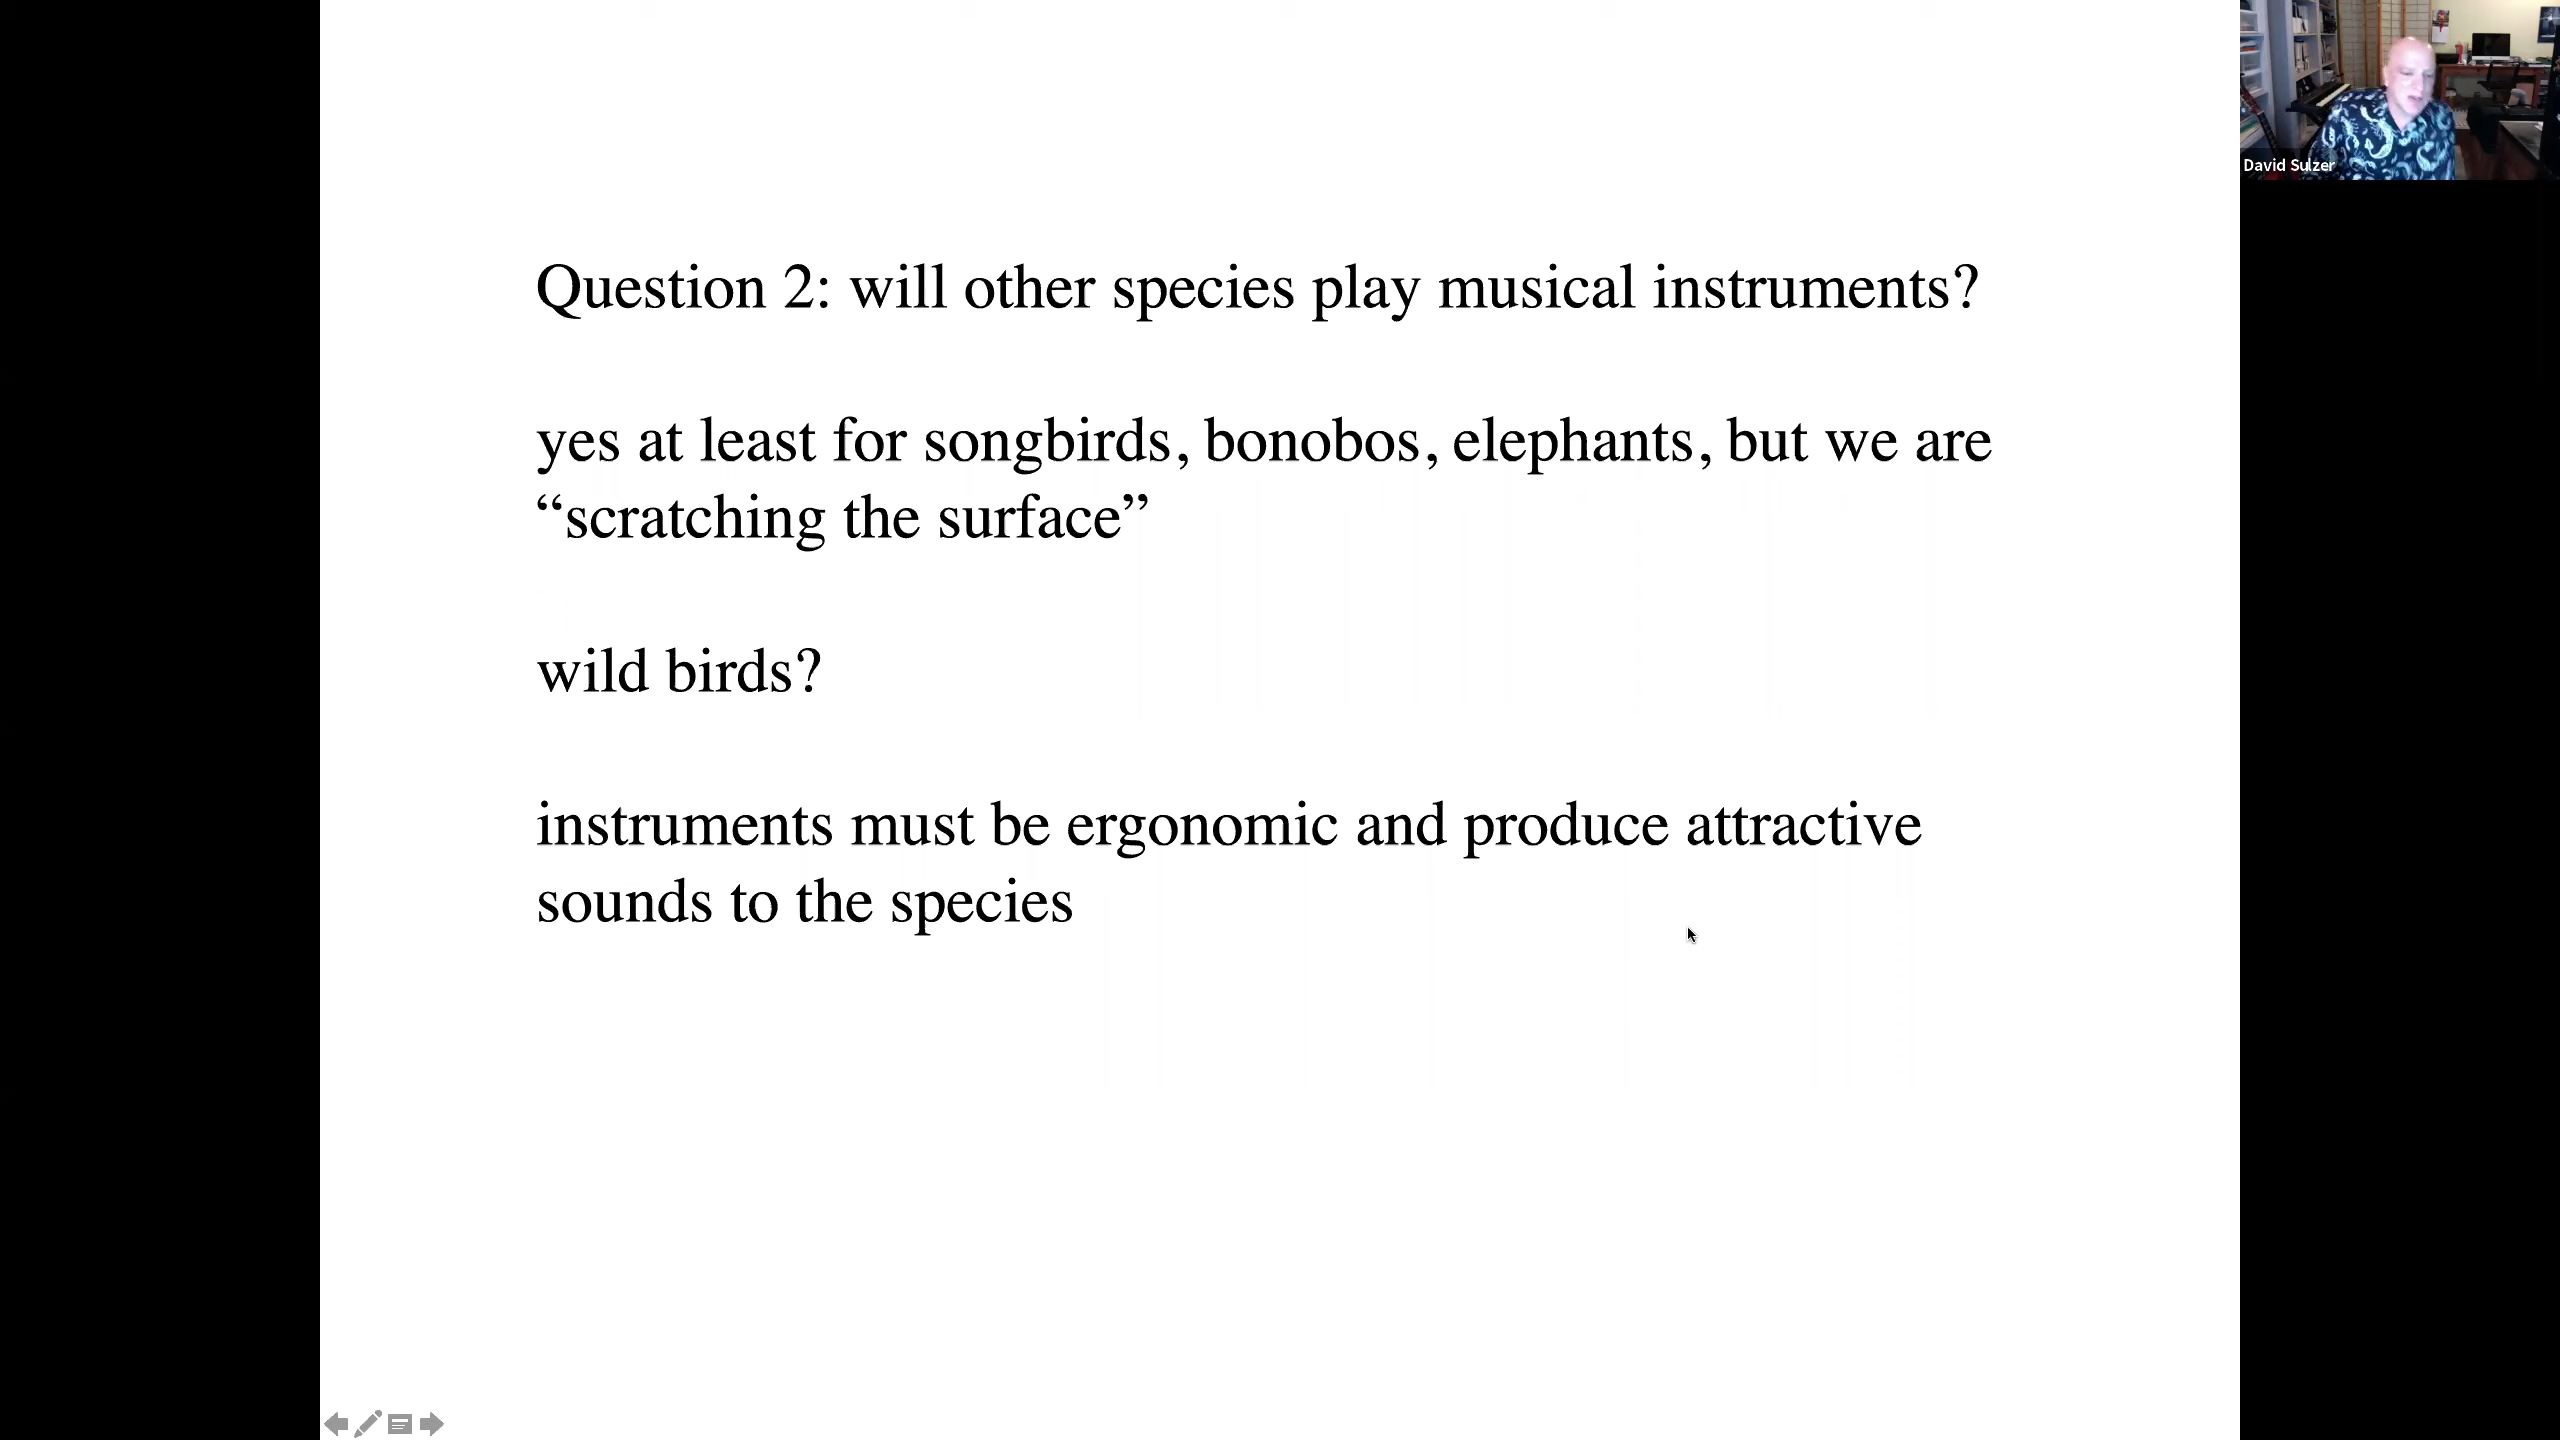 Question 2: will other species play musical instruments?
yes at least for songbirds, bonobos, elephants, but we are
“scratching the surface”
wild birds?
instruments must be ergonomic and produce attractive
sounds to the species
David Sulzer